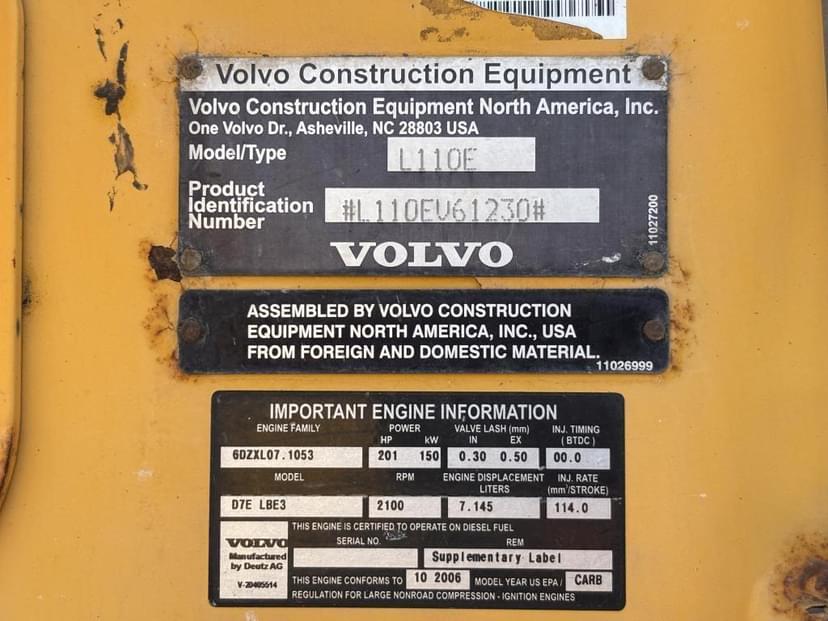 Volvo Construction Equipment
Volvo Construction Equipment North America, Inc.
One Volvo Dr., Asheville, NC 28803 USA
Model/Type L110E
Product Identification Number #L110EV61230#
11027200
VOLVO
ASSEMBLED BY VOLVO CONSTRUCTION
EQUIPMENT NORTH AMERICA, INC., USA
FROM FOREIGN AND DOMESTIC MATERIAL.
11026999
IMPORTANT ENGINE INFORMATION
ENGINE FAMILY POWER VALVE LASH (mm) INJ. TIMING
HP kW IN EX (BTDC)
6DZXL07.1053 201 150 0.30 0.50 00.0
MODEL RPM ENGINE DISPLACEMENT LITERS INJ. RATE (mm³/STROKE)
D7E LBE3 2100 7.145 114.0
THIS ENGINE IS CERTIFIED TO OPERATE ON DIESEL FUEL
SERIAL NO. REM
VOLVO
Manufactured
by Deutz AG
V-20405514
Supplementary Label
THIS ENGINE CONFORMS TO 10 2006 MODEL YEAR US EPA / CARB
REGULATION FOR LARGE NONROAD COMPRESSION - IGNITION ENGINES